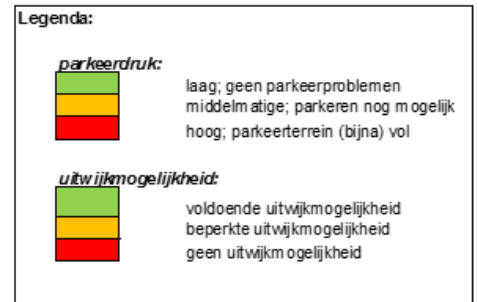 Legenda:
parkeerdruk:
laag; geen parkeerproblemen
middelmatige; parkeren nog mogelijk
hoog; parkeerterrein (bijna) vol
uitwijkmogelijkheid:
voldoende uitwijkmogelijkheid
beperkte uitwijkmogelijkheid
geen uitwijkmogelijkheid